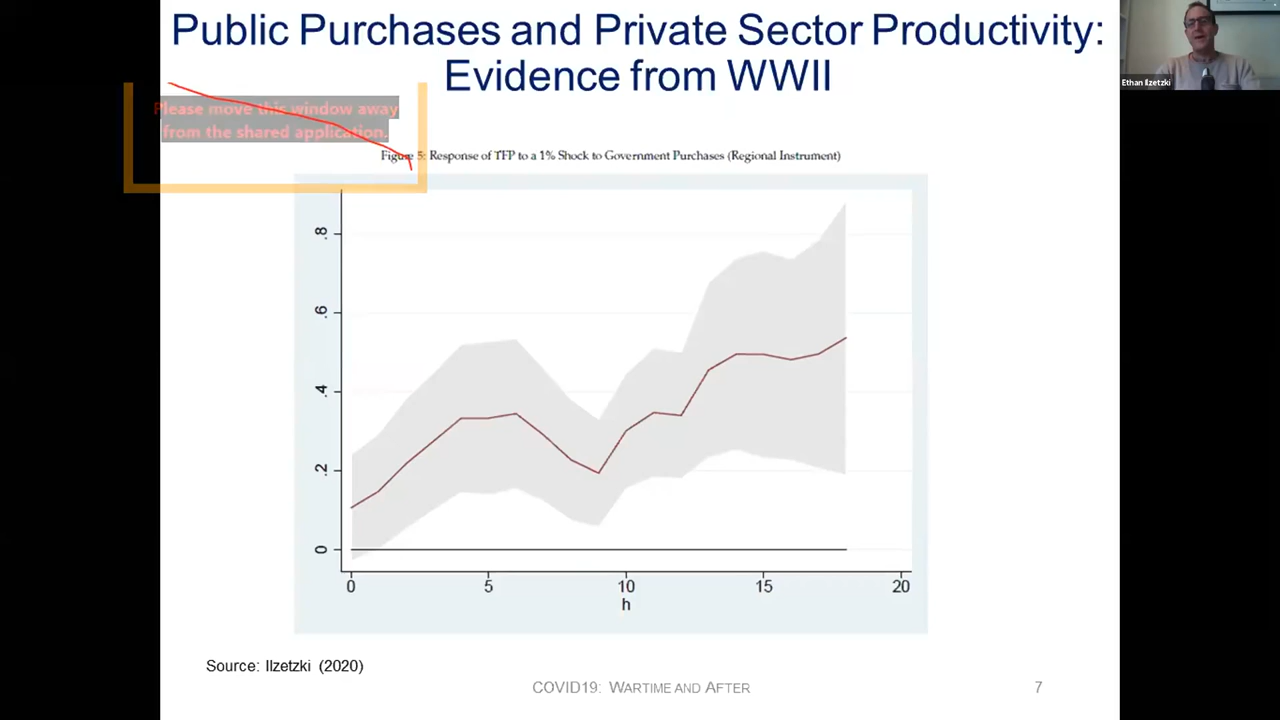 Public Purchases and Private Sector Productivity:
Evidence from WWII
Ethan Ilzetzki
Please move this window away
from the shared application.
Figure 5: Response of TFP to a 1% Shock to Government Purchases (Regional Instrument)
.8
.6
.4
.2
0
0 5 10 15 20
h
Source: Ilzetzki (2020)
COVID19: WARTIME AND AFTER
7